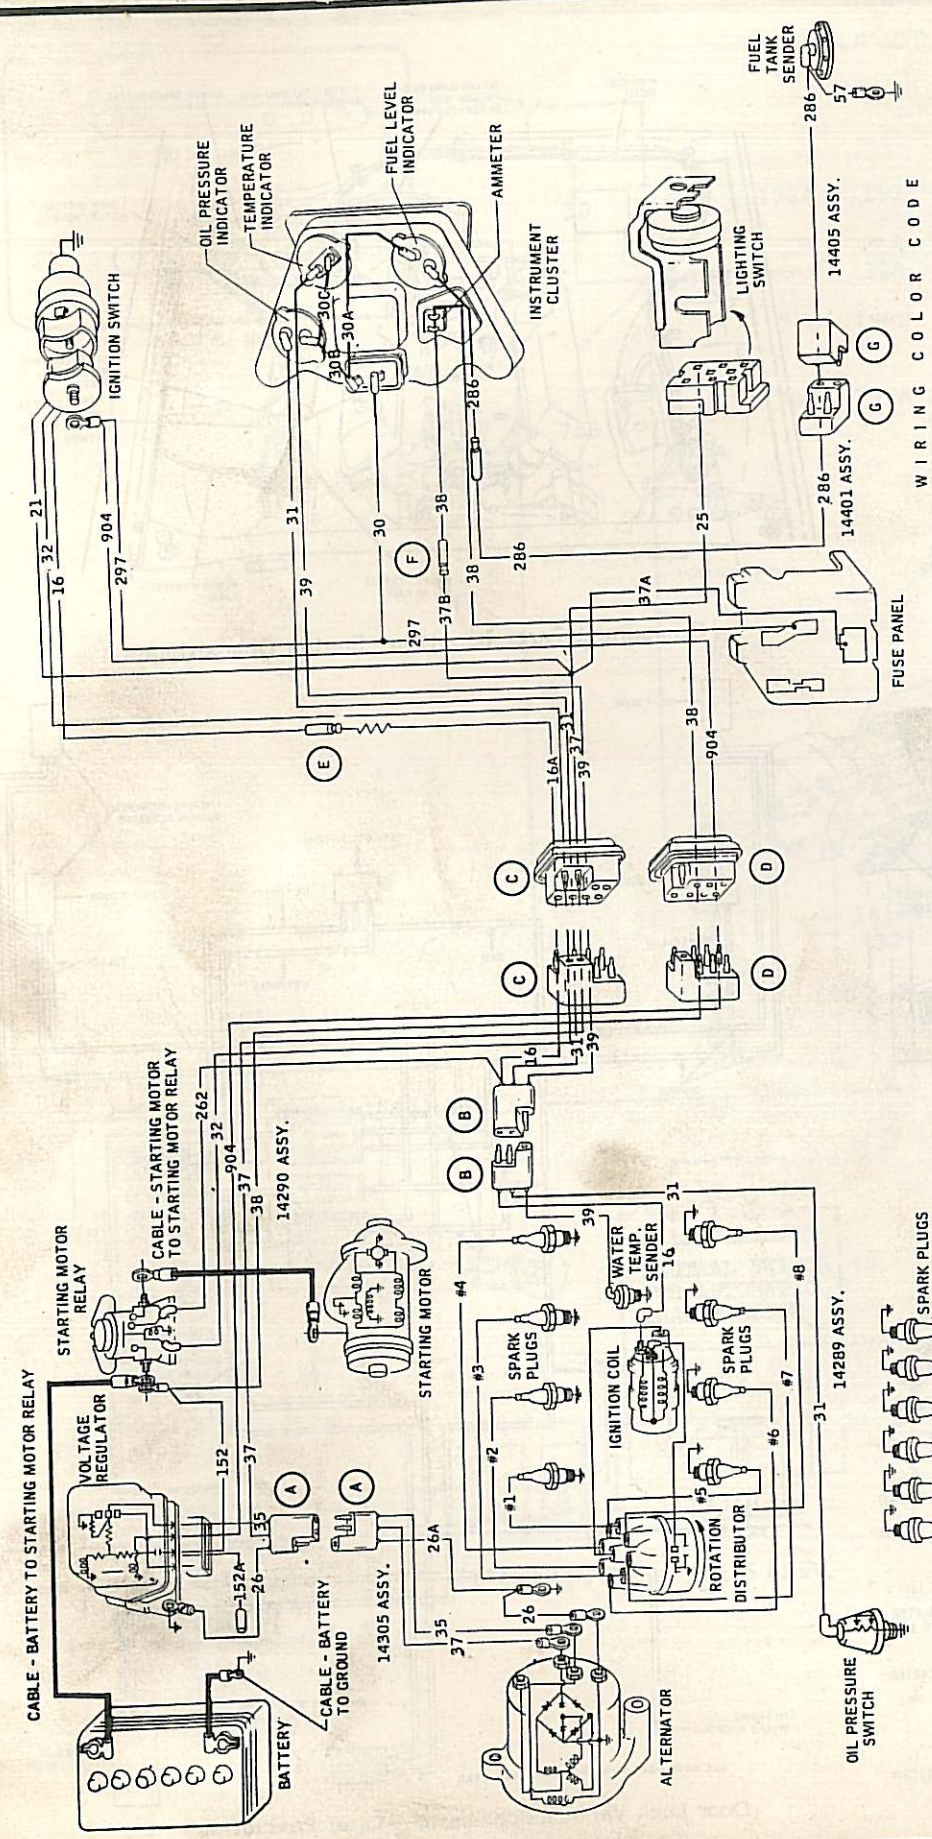 CABLE - BATTERY TO STARTING MOTOR RELAY
STARTING MOTOR
RELAY
CABLE - STARTING MOTOR
TO STARTING MOTOR RELAY
VOLTAGE
REGULATOR
BATTERY
CABLE - BATTERY
TO GROUND
152
152A
26
35
37
A
A
14305 ASSY.
35
37
26A
26
ALTERNATOR
STARTING MOTOR
14290 ASSY.
262
32
904
37
38
B
B
39
16
31
#1
#2
#3
#4
SPARK
PLUGS
WATER
TEMP.
SENDER
IGNITION COIL
SPARK
PLUGS
#5
#6
#7
#8
ROTATION
DISTRIBUTOR
31
14289 ASSY.
OIL PRESSURE
SWITCH
SPARK PLUGS
16
31
39
C
C
D
D
16A
31
37
39
38
904
E
21
32
16
904
297
IGNITION SWITCH
OIL PRESSURE
INDICATOR
TEMPERATURE
INDICATOR
FUEL LEVEL
INDICATOR
AMMETER
INSTRUMENT
CLUSTER
30C
30A
30B
31
39
30
F
38
37B
38
297
286
286
37A
25
LIGHTING
SWITCH
FUSE PANEL
FUEL
TANK
SENDER
286
57
14405 ASSY.
G
G
286
14401 ASSY.
WIRING COLOR CODE